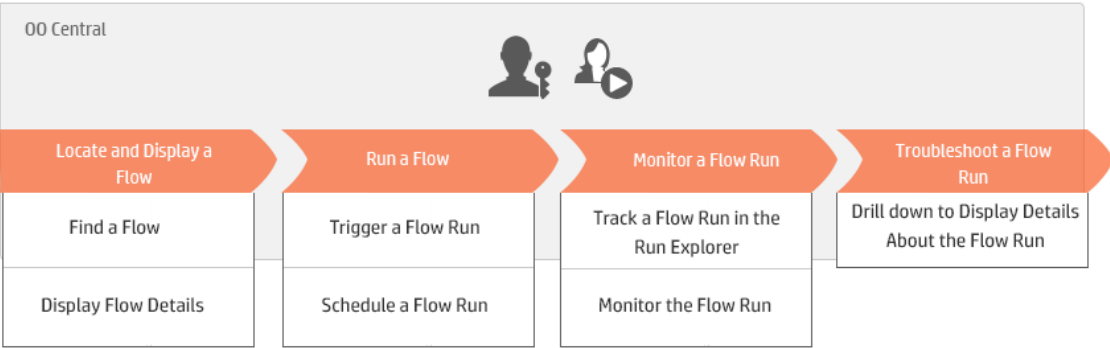 OO Central
Locate and Display a
Flow
Run a Flow
Monitor a Flow Run
Troubleshoot a Flow
Run
Find a Flow
Display Flow Details
Trigger a Flow Run
Schedule a Flow Run
Track a Flow Run in the
Run Explorer
Monitor the Flow Run
Drill down to Display Details
About the Flow Run